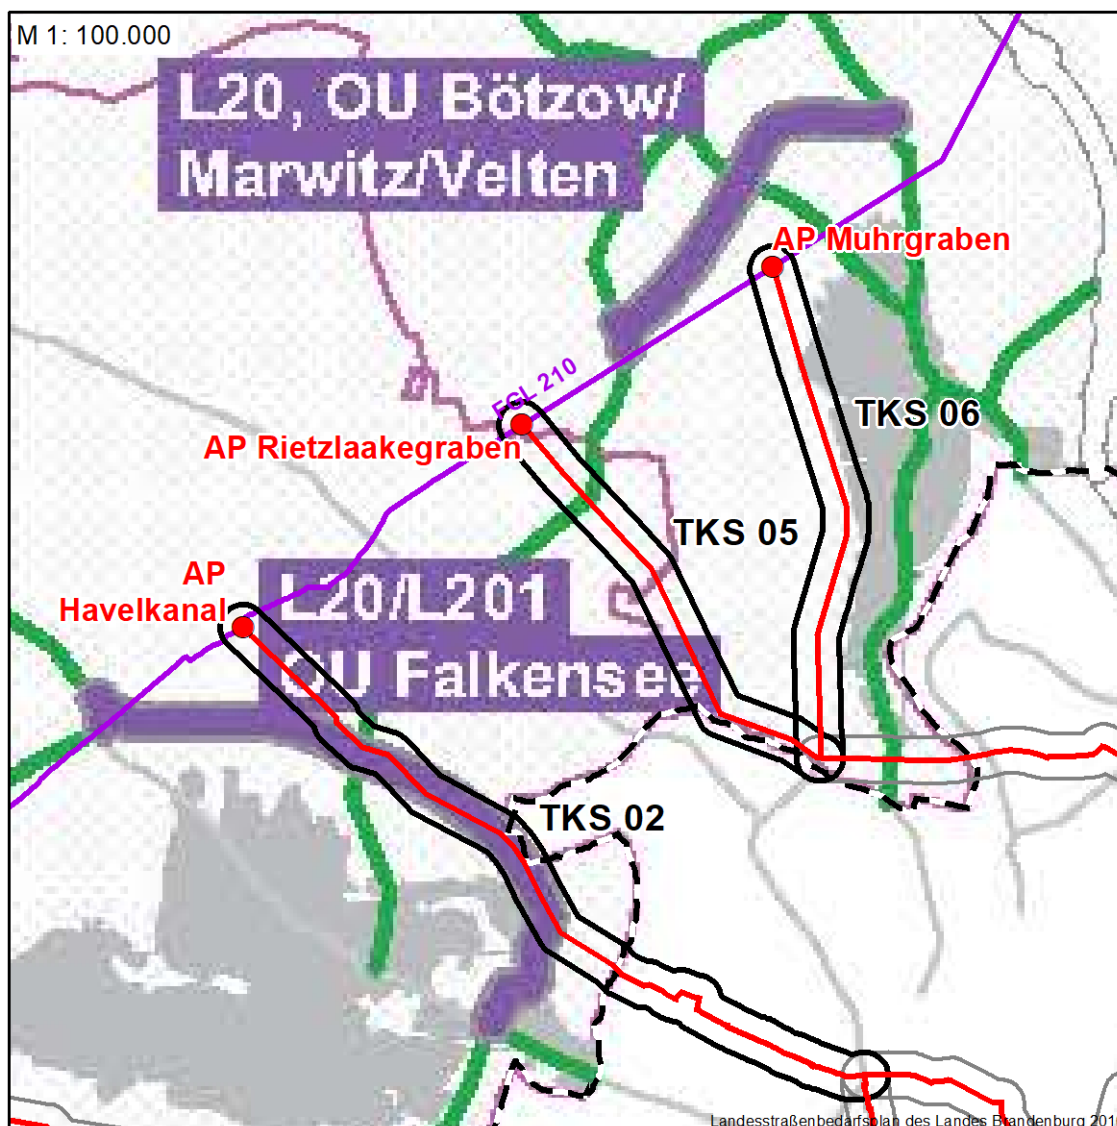 M 1: 100.000
L20, OU Bötzow/
Marwitz/Velten
AP Muhrgraben
FGL 210
TKS 06
AP Rietzlaakegraben
TKS 05
AP
Havelkanal
L20/L201
OU Falkensee
TKS 02
Landesstraßenbedarfsplan des Landes Brandenburg 201